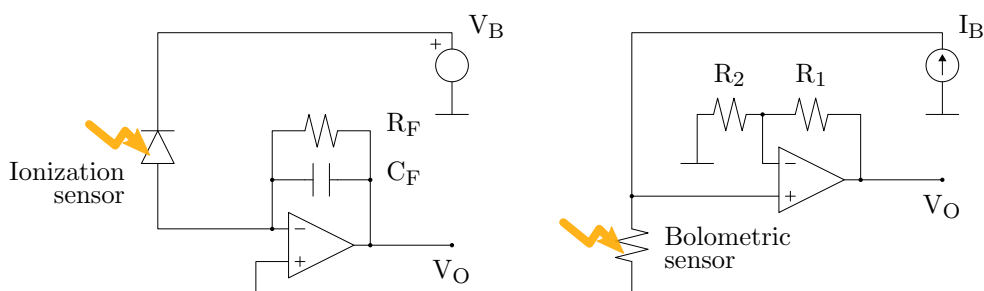 V_B
+
R_F
C_F
Ionization
sensor
−
+
V_O
I_B
R_2
R_1
−
+
V_O
Bolometric
sensor